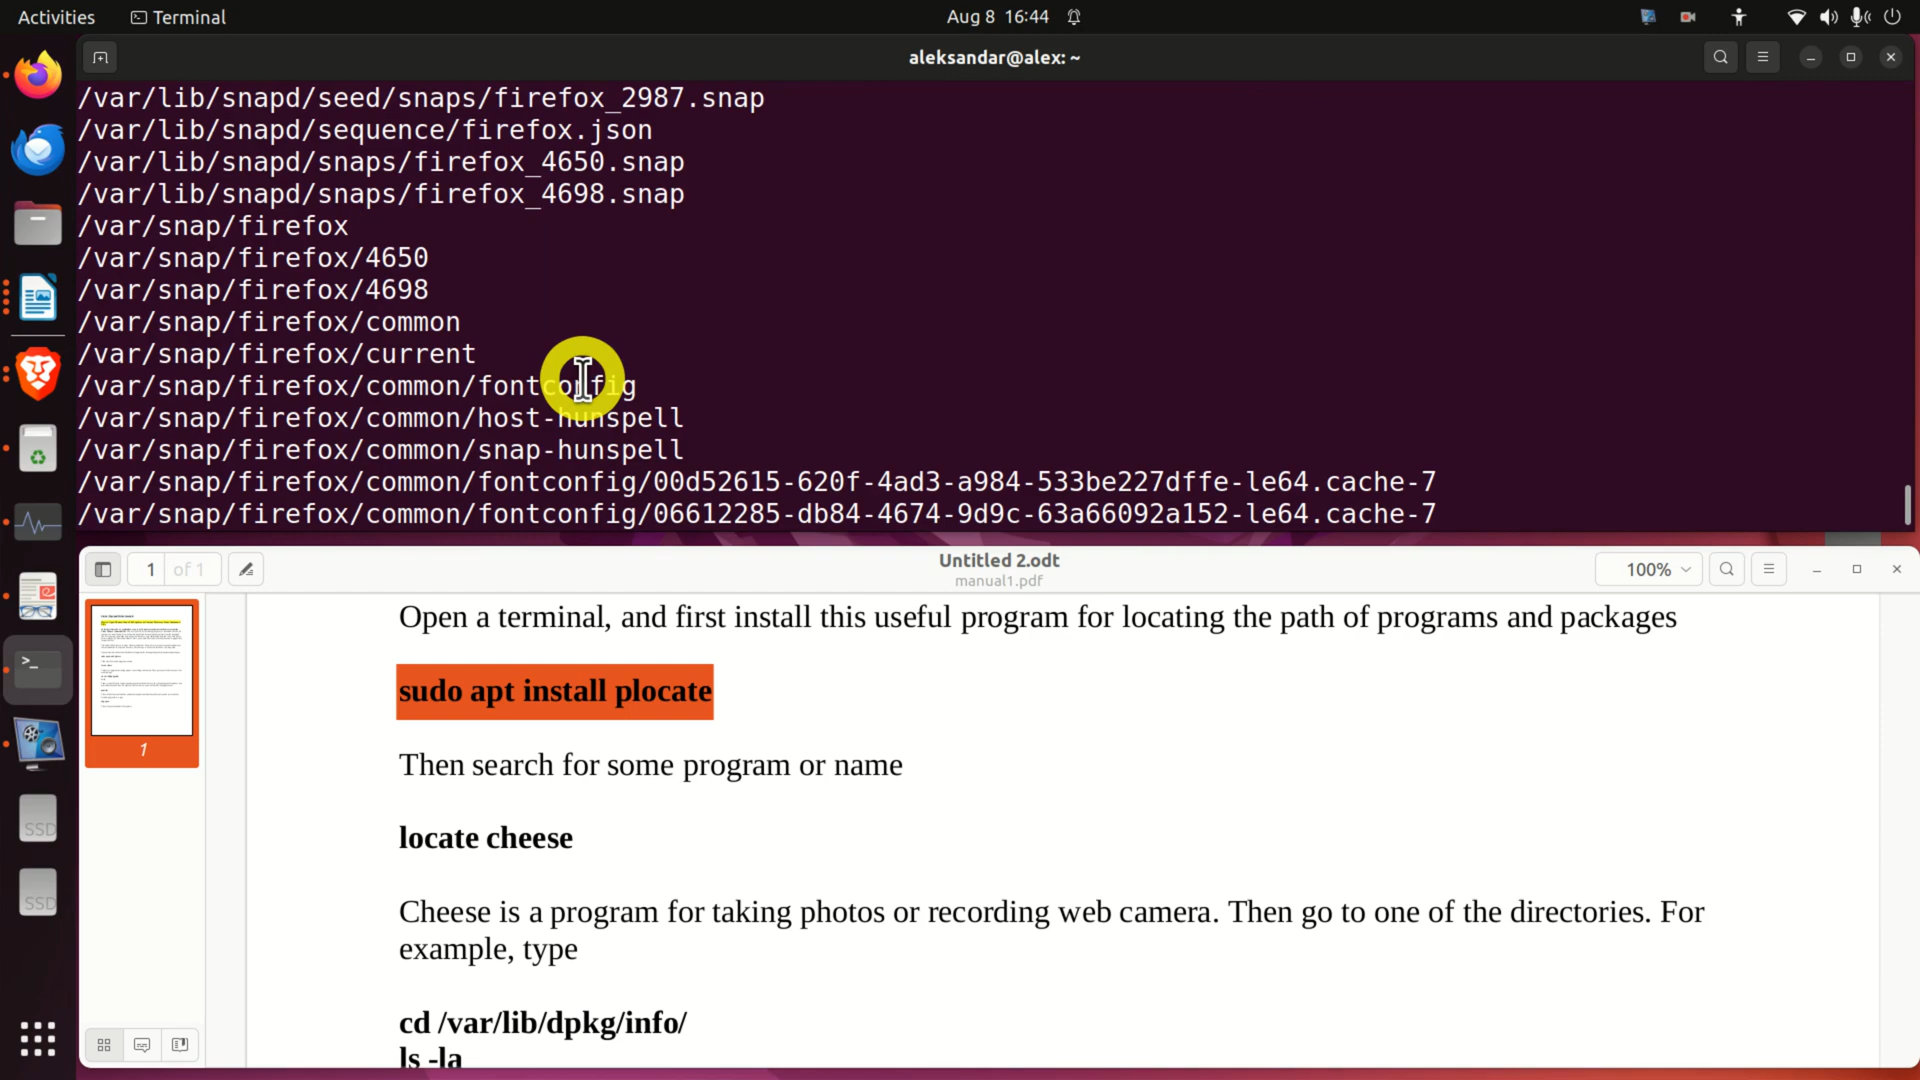 Activities
Terminal
Aug 8 16:44
aleksandar@alex: ~
/var/lib/snapd/seed/snaps/firefox_2987.snap
/var/lib/snapd/sequence/firefox.json
/var/lib/snapd/snaps/firefox_4650.snap
/var/lib/snapd/snaps/firefox_4698.snap
/var/snap/firefox
/var/snap/firefox/4650
/var/snap/firefox/4698
/var/snap/firefox/common
/var/snap/firefox/current
/var/snap/firefox/common/fontconfig
/var/snap/firefox/common/host-hunspell
/var/snap/firefox/common/snap-hunspell
/var/snap/firefox/common/fontconfig/00d52615-620f-4ad3-a984-533be227dffe-le64.cache-7
/var/snap/firefox/common/fontconfig/06612285-db84-4674-9d9c-63a66092a152-le64.cache-7
1 of 1
Untitled 2.odt
manual1.pdf
100%
1
Open a terminal, and first install this useful program for locating the path of programs and packages
sudo apt install plocate
Then search for some program or name
locate cheese
Cheese is a program for taking photos or recording web camera. Then go to one of the directories. For
example, type
cd /var/lib/dpkg/info/
ls -la
SSD
SSD